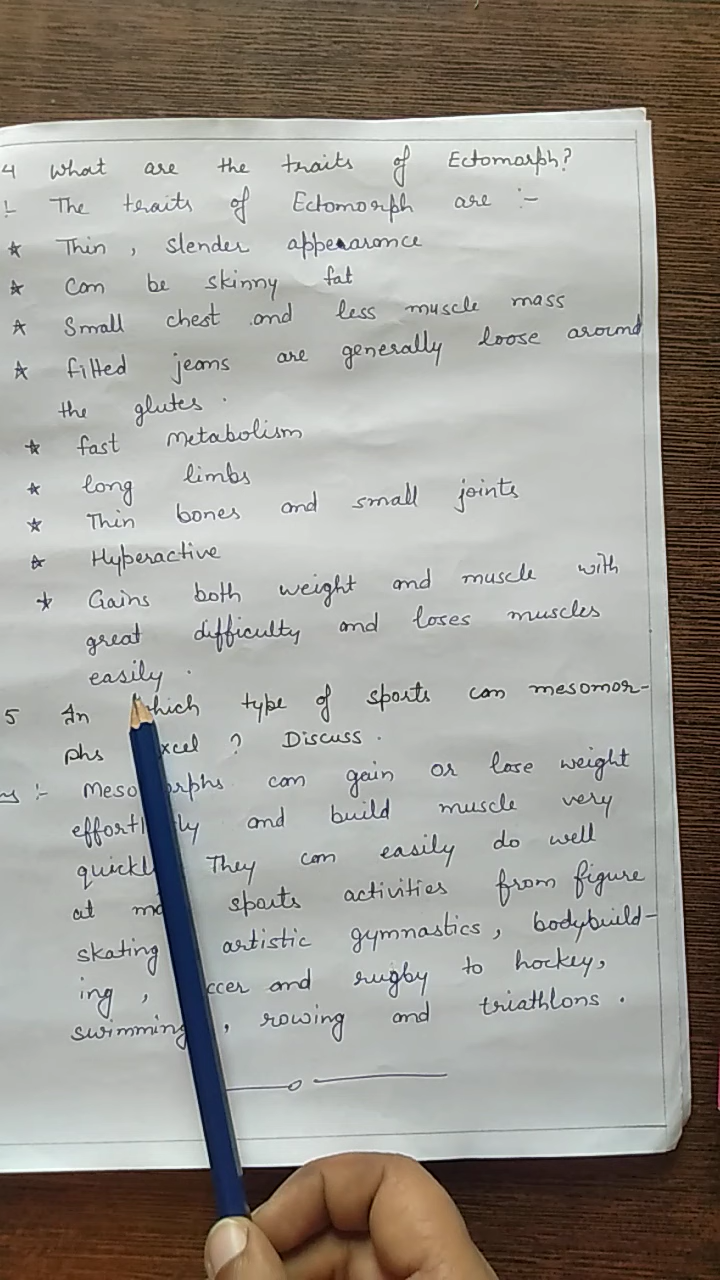 4 What are the traits of Ectomorph?
:- The traits of Ectomorph are :-
* Thin , slender appearance
* Can be skinny fat
* Small chest and less muscle mass
* Fitted jeans are generally loose around
the glutes .
* fast Metabolism
* long limbs
* Thin bones and small joints
* Hyperactive
* Gains both weight and muscle with
great difficulty and loses muscles
easily .
5 In which type of sports can mesomor-
phs excel ? Discuss .
:- Mesomorphs can gain or lose weight
and build muscle very
They can easily do well
at sports activities from figure
skating artistic gymnastics, bodybuild-
ing , and rugby to hockey,
swimming , rowing and triathlons .